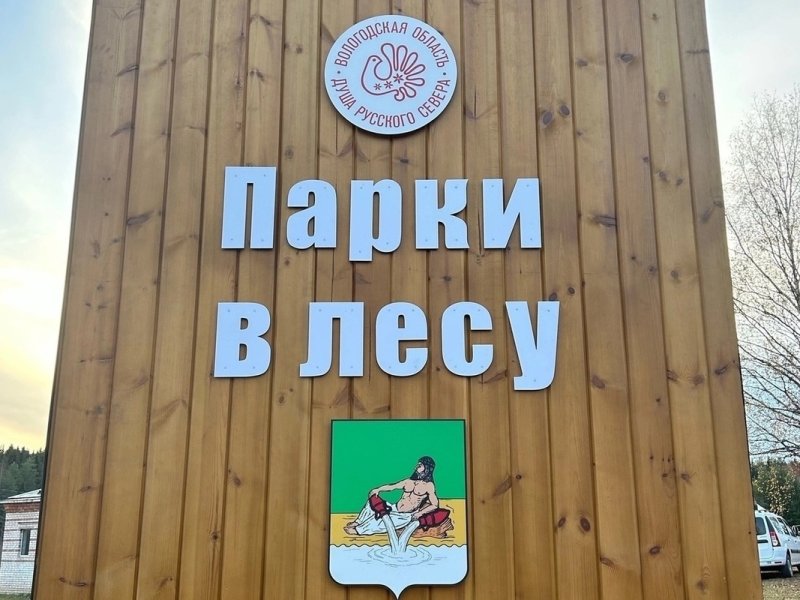 ВОЛОГОДСКАЯ ОБЛАСТЬ
ДУША РУССКОГО СЕВЕРА
Парки
в лесу